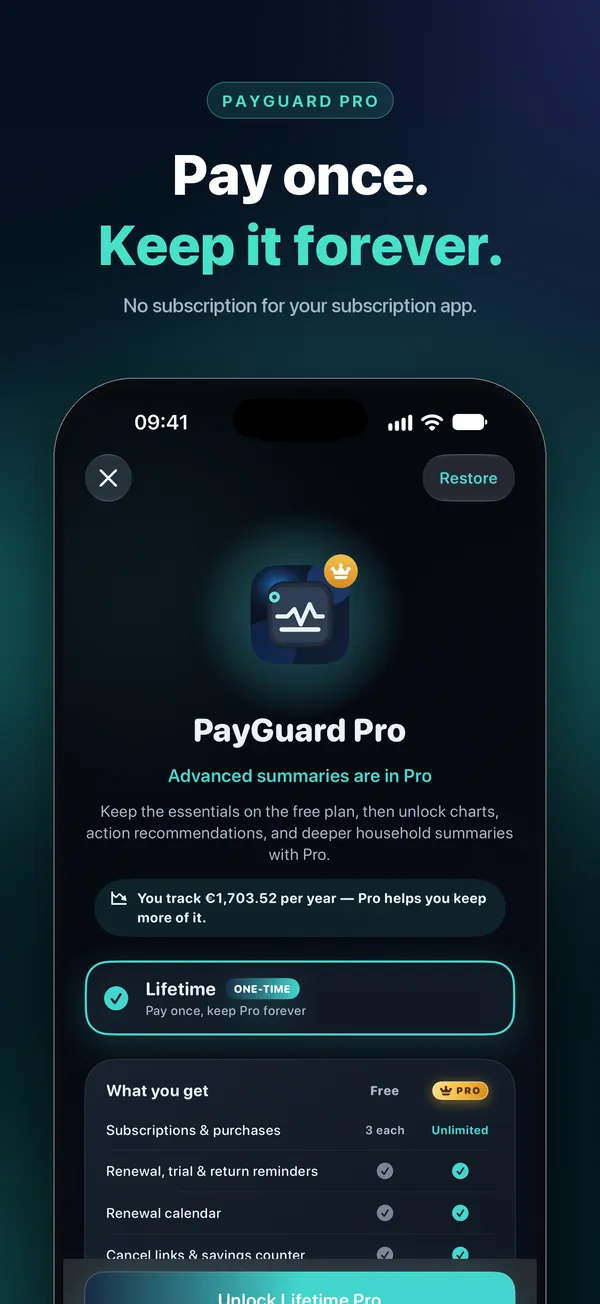 PAYGUARD PRO
Pay once.
Keep it forever.
No subscription for your subscription app.
09:41
Restore
PayGuard Pro
Advanced summaries are in Pro
Keep the essentials on the free plan, then unlock charts,
action recommendations, and deeper household summaries
with Pro.
You track €1,703.52 per year — Pro helps you keep
more of it.
Lifetime ONE-TIME
Pay once, keep Pro forever
What you get Free PRO
Subscriptions & purchases 3 each Unlimited
Renewal, trial & return reminders
Renewal calendar
Cancel links & savings counter
Unlock Lifetime Pro